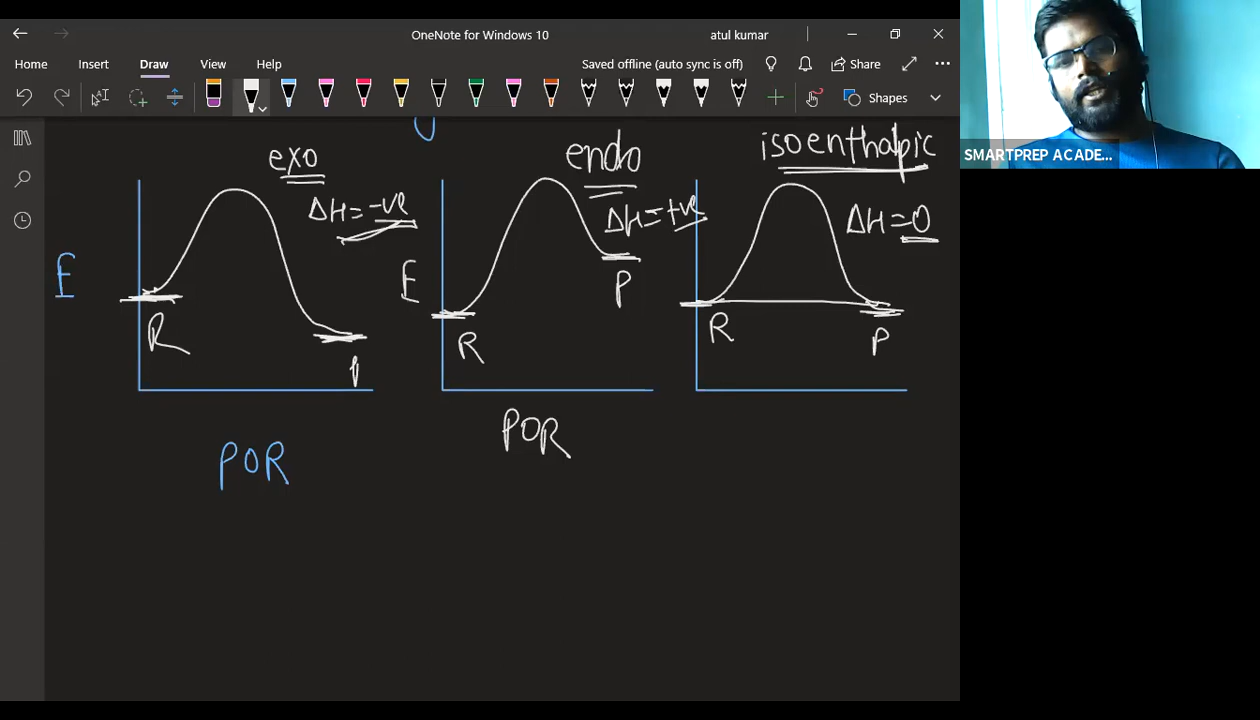 OneNote for Windows 10
atul kumar
Home Insert Draw View Help
Saved offline (auto sync is off)
Share
Shapes
SMARTPREP ACADE...
exo
ΔH = -ve
E
R
P
POR
endo
ΔH = +ve
E
R
P
POR
isoenthalpic
ΔH = 0
R
P